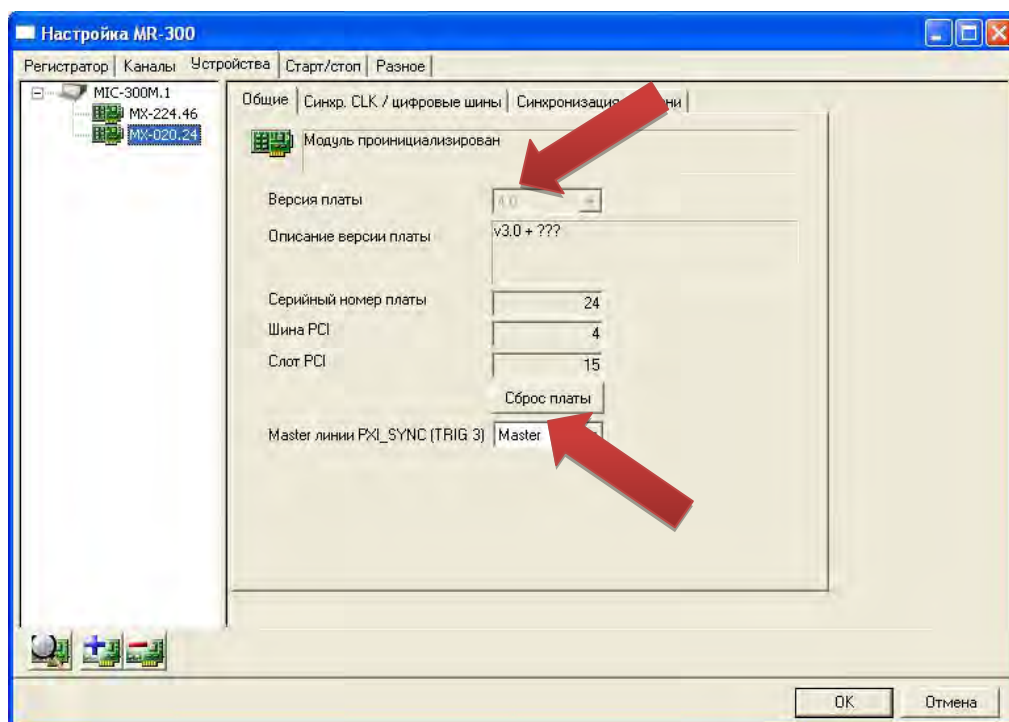 Настройка MR-300
Регистратор Каналы Устройства Старт/стоп Разное
MIC-300M.1
MX-224.46
MX-020.24
Общие Синхр. CLK / цифровые шины Синхронизация
Модуль проинициализирован
Версия платы 4.0
Описание версии платы v3.0 + ???
Серийный номер платы 24
Шина PCI 4
Слот PCI 15
Сброс платы
Master линии PXI_SYNC (TRIG 3) Master
OK Отмена